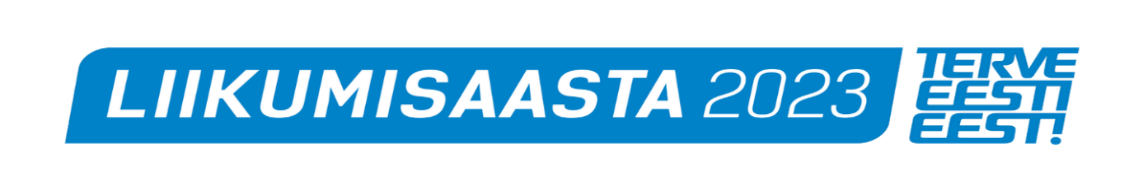 LIIKUMISAASTA 2023
TERVE
EESTI
EEST!